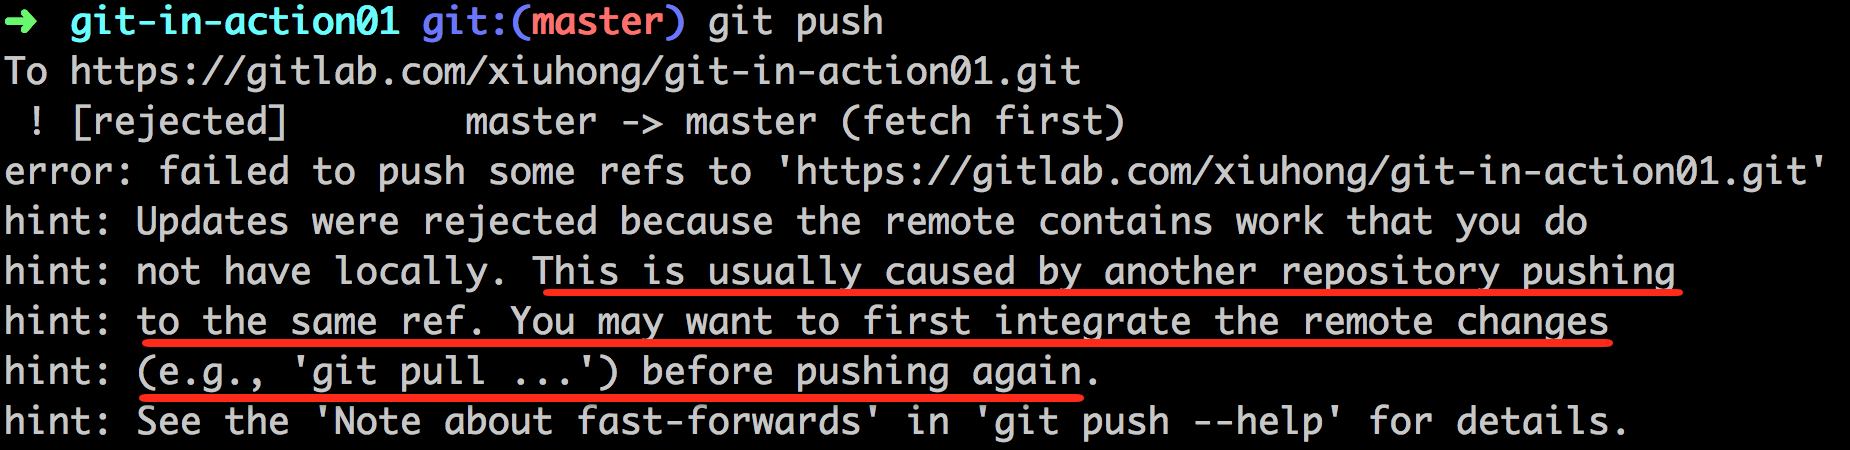 ➜  git-in-action01 git:(master) git push
To https://gitlab.com/xiuhong/git-in-action01.git
 ! [rejected]        master -> master (fetch first)
error: failed to push some refs to 'https://gitlab.com/xiuhong/git-in-action01.git'
hint: Updates were rejected because the remote contains work that you do
hint: not have locally. This is usually caused by another repository pushing
hint: to the same ref. You may want to first integrate the remote changes
hint: (e.g., 'git pull ...') before pushing again.
hint: See the 'Note about fast-forwards' in 'git push --help' for details.